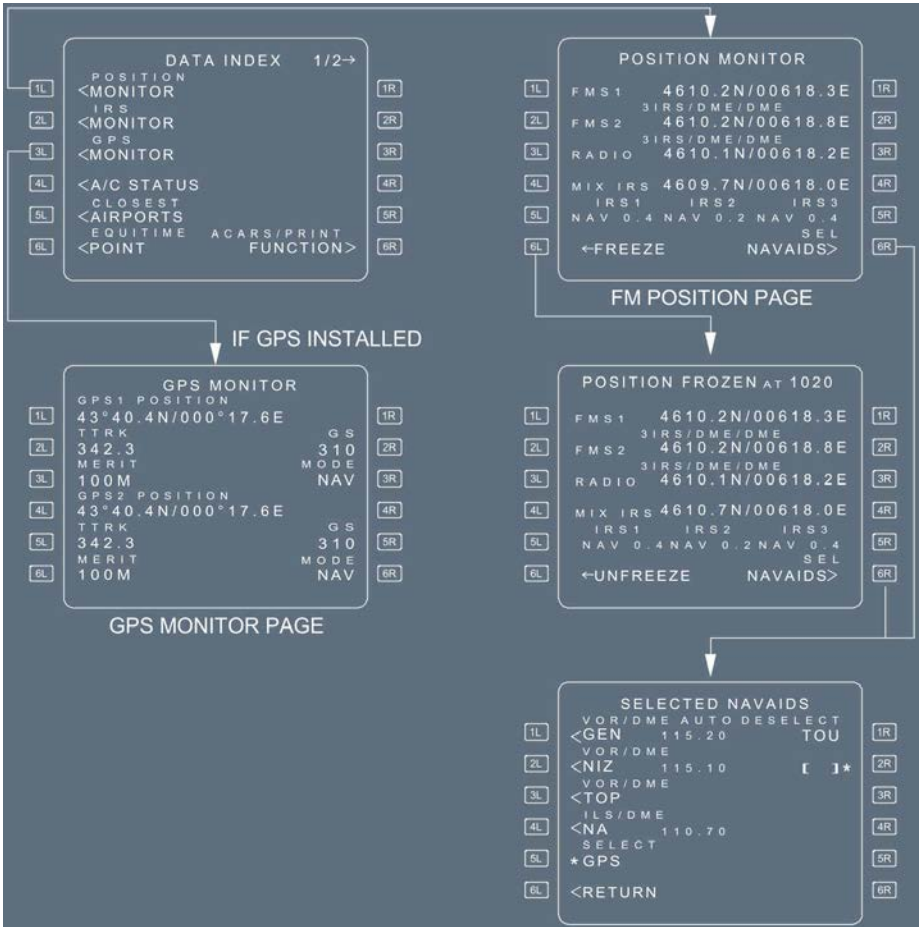 DATA INDEX 1/2→
POSITION
1L <MONITOR 1R
IRS
2L <MONITOR 2R
GPS
3L <MONITOR 3R
4L <A/C STATUS 4R
CLOSEST
5L <AIRPORTS 5R
EQUITIME ACARS/PRINT
6L <POINT FUNCTION> 6R
POSITION MONITOR
1L FMS1 4610.2N/00618.3E 1R
3IRS/DME/DME
2L FMS2 4610.2N/00618.8E 2R
3IRS/DME/DME
3L RADIO 4610.1N/00618.2E 3R
4L MIX IRS 4609.7N/00618.0E 4R
IRS1 IRS2 IRS3
5L NAV 0.4 NAV 0.2 NAV 0.4 5R
SEL
6L ←FREEZE NAVAIDS> 6R
FM POSITION PAGE
IF GPS INSTALLED
GPS MONITOR
GPS1 POSITION
1L 43°40.4N/000°17.6E 1R
TTRK GS
2L 342.3 310 2R
MERIT MODE
3L 100M NAV 3R
GPS2 POSITION
4L 43°40.4N/000°17.6E 4R
TTRK GS
5L 342.3 310 5R
MERIT MODE
6L 100M NAV 6R
GPS MONITOR PAGE
POSITION FROZEN AT 1020
1L FMS1 4610.2N/00618.3E 1R
3IRS/DME/DME
2L FMS2 4610.2N/00618.8E 2R
3IRS/DME/DME
3L RADIO 4610.1N/00618.2E 3R
4L MIX IRS 4610.7N/00618.0E 4R
IRS1 IRS2 IRS3
5L NAV 0.4 NAV 0.2 NAV 0.4 5R
SEL
6L ←UNFREEZE NAVAIDS> 6R
SELECTED NAVAIDS
VOR/DME AUTO DESELECT
1L <GEN 115.20 TOU 1R
VOR/DME
2L <NIZ 115.10 [ ]* 2R
VOR/DME
3L <TOP 3R
ILS/DME
4L <NA 110.70 4R
SELECT
5L *GPS 5R
6L <RETURN 6R